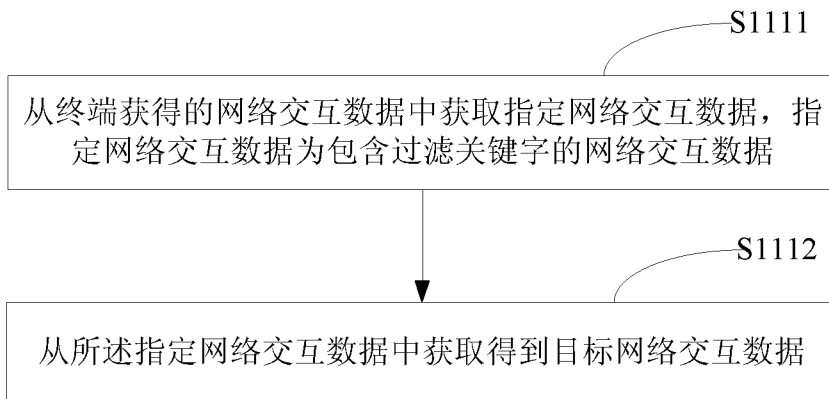 S1111
从终端获得的网络交互数据中获取指定网络交互数据，指
定网络交互数据为包含过滤关键字的网络交互数据
S1112
从所述指定网络交互数据中获取得到目标网络交互数据